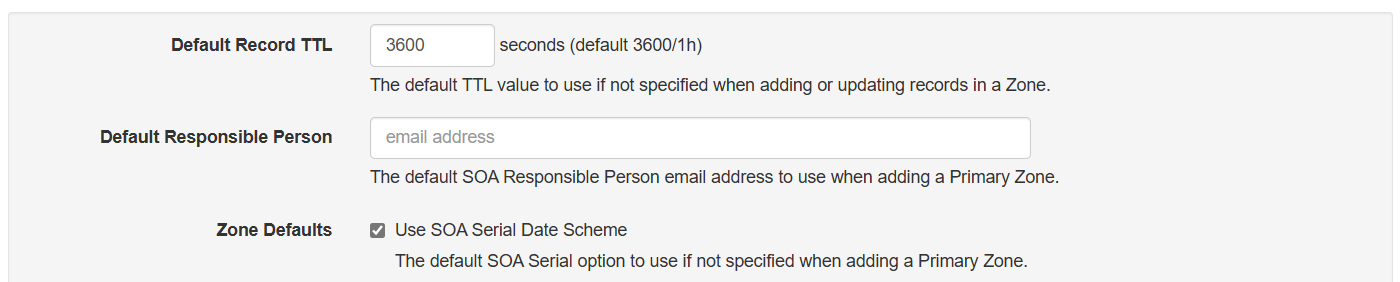 Default Record TTL 3600 seconds (default 3600/1h)
The default TTL value to use if not specified when adding or updating records in a Zone.
Default Responsible Person email address
The default SOA Responsible Person email address to use when adding a Primary Zone.
Zone Defaults Use SOA Serial Date Scheme
The default SOA Serial option to use if not specified when adding a Primary Zone.